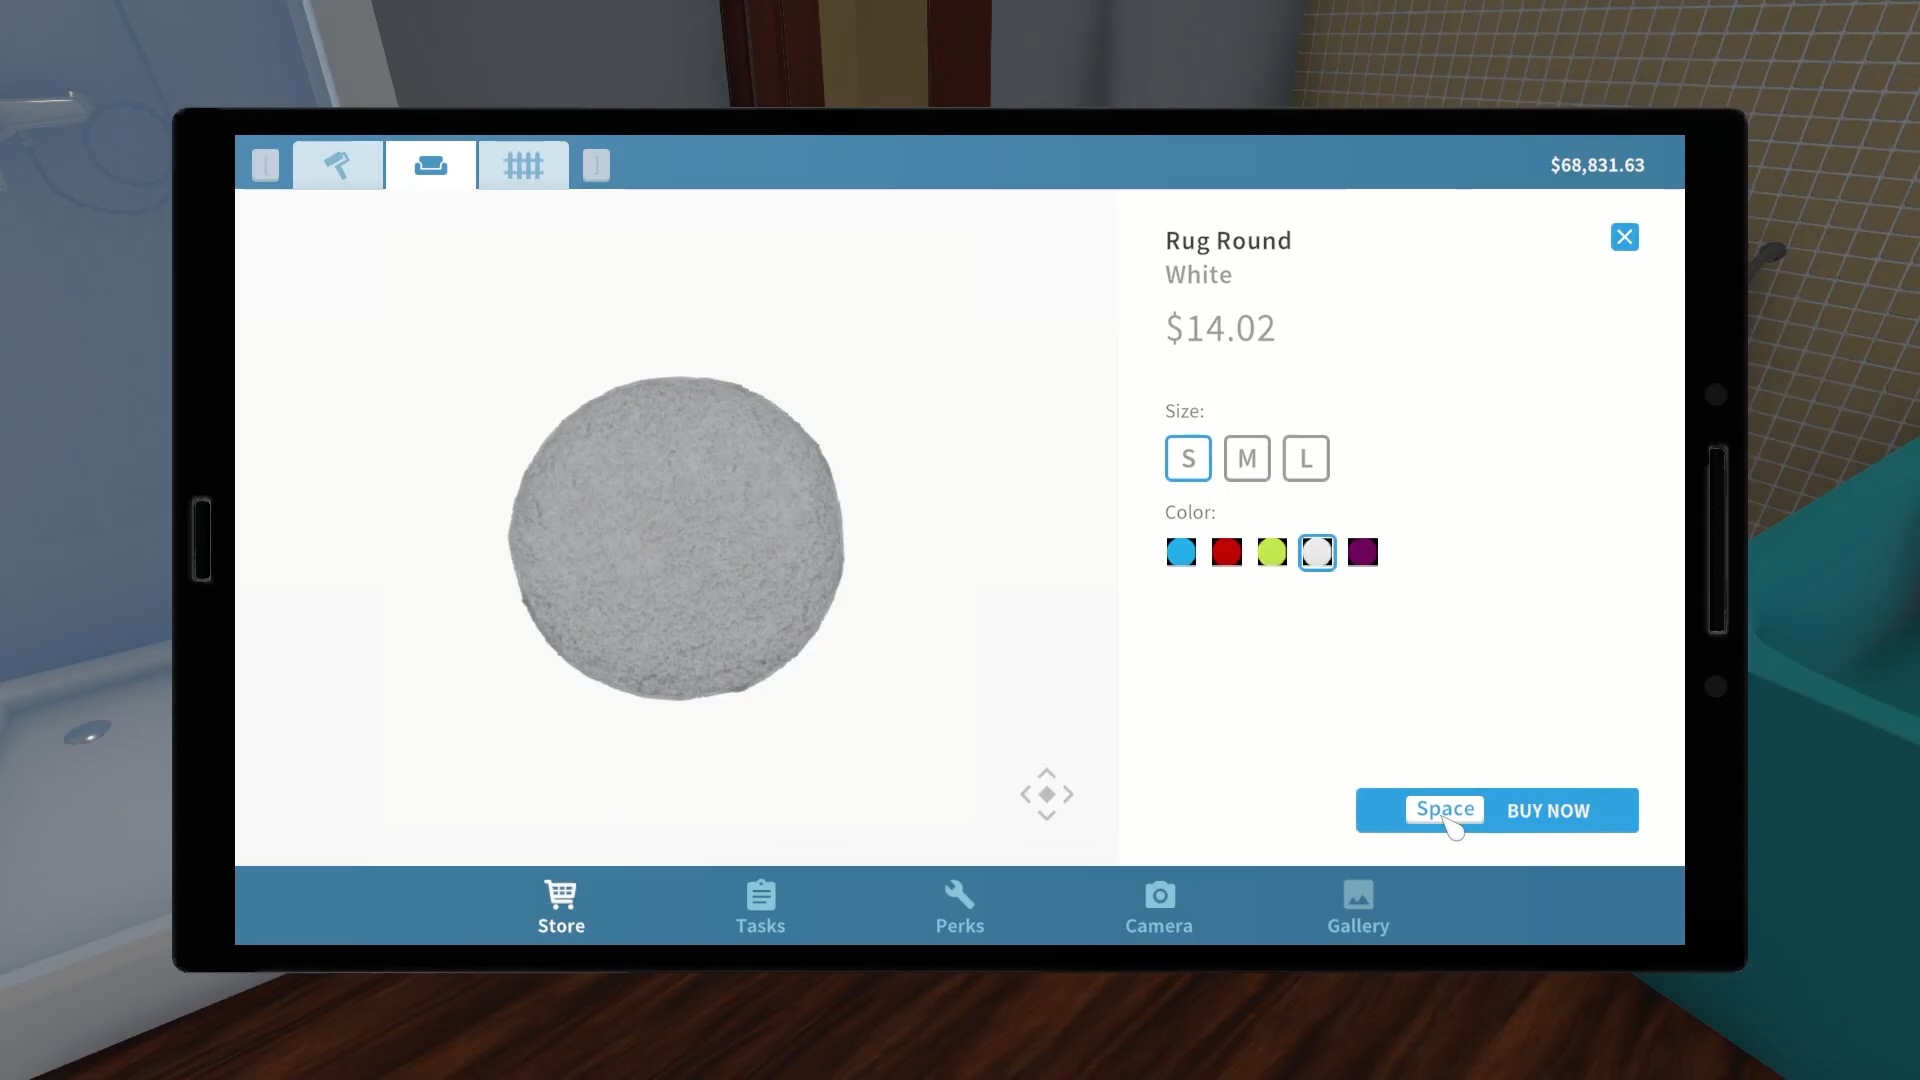 [
]
$68,831.63
Rug Round
White
$14.02
Size:
S M L
Color:
Space BUY NOW
Store Tasks Perks Camera Gallery